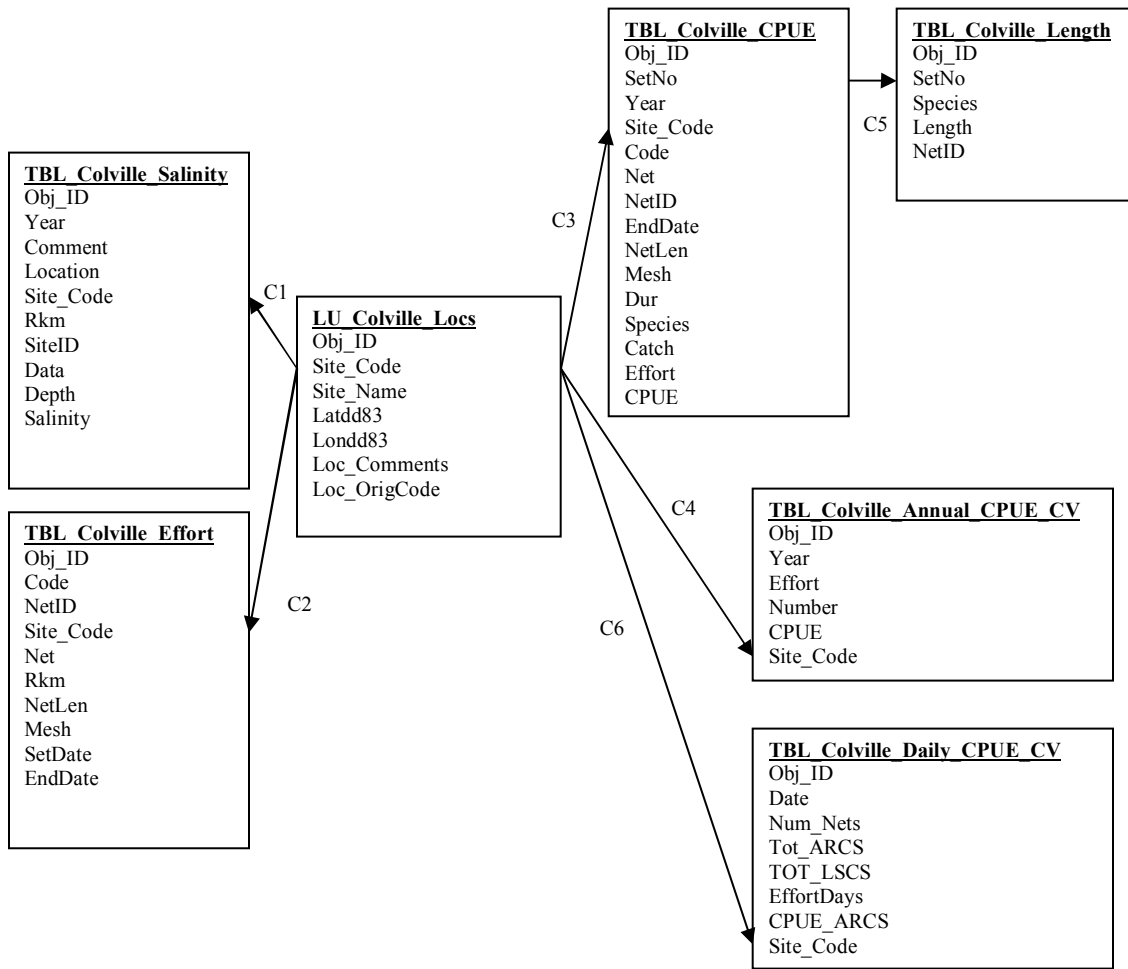 TBL_Colville_CPUE
Obj_ID
SetNo
Year
Site_Code
Code
Net
NetID
EndDate
NetLen
Mesh
Dur
Species
Catch
Effort
CPUE
TBL_Colville_Length
Obj_ID
SetNo
Species
Length
NetID
C5
C3
TBL_Colville_Salinity
Obj_ID
Year
Comment
Location
Site_Code
Rkm
SiteID
Data
Depth
Salinity
C1
LU_Colville_Locs
Obj_ID
Site_Code
Site_Name
Latdd83
Londd83
Loc_Comments
Loc_OrigCode
TBL_Colville_Effort
Obj_ID
Code
NetID
Site_Code
Net
Rkm
NetLen
Mesh
SetDate
EndDate
C2
C4
C6
TBL_Colville_Annual_CPUE_CV
Obj_ID
Year
Effort
Number
CPUE
Site_Code
TBL_Colville_Daily_CPUE_CV
Obj_ID
Date
Num_Nets
Tot_ARCS
TOT_LSCS
EffortDays
CPUE_ARCS
Site_Code